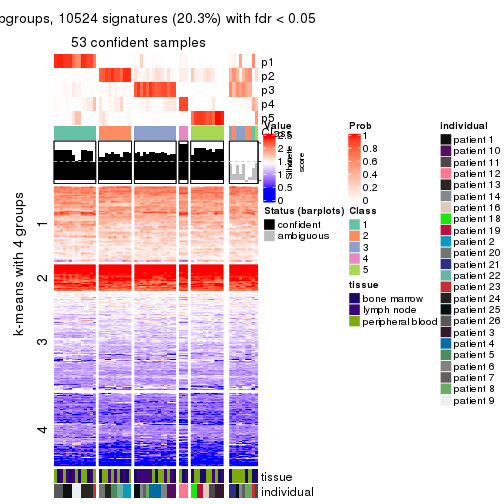 ogroups, 10524 signatures (20.3%) with fdr < 0.05
53 confident samples
p1
p2
p3
p4
p5
Class
k-means with 4 groups
1
2
3
4
Silhouette
score
Value
2.5
2
1.5
1
0.5
0
Status (barplots)
confident
ambiguous
Prob
1
0.8
0.6
0.4
0.2
0
Class
1
2
3
4
5
tissue
bone marrow
lymph node
peripheral blood
individual
patient 1
patient 10
patient 11
patient 12
patient 13
patient 14
patient 16
patient 18
patient 19
patient 2
patient 20
patient 21
patient 22
patient 23
patient 24
patient 25
patient 26
patient 3
patient 4
patient 5
patient 6
patient 7
patient 8
patient 9
tissue
individual